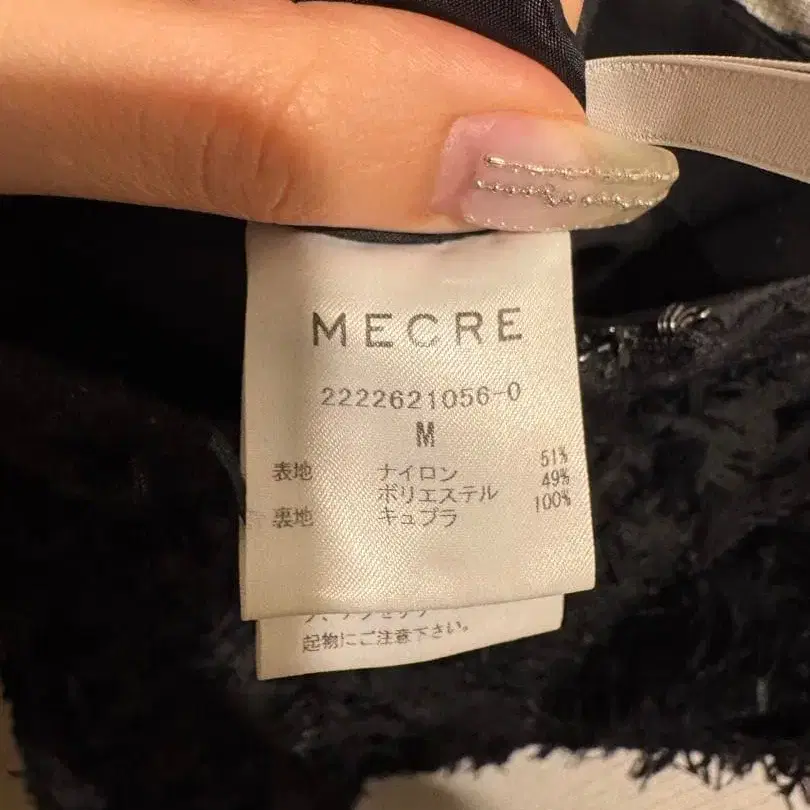 MECRE
2222621056-0
M
表地 ナイロン 51%
ポリエステル 49%
裏地 キュプラ 100%
起物にご注意下さい。